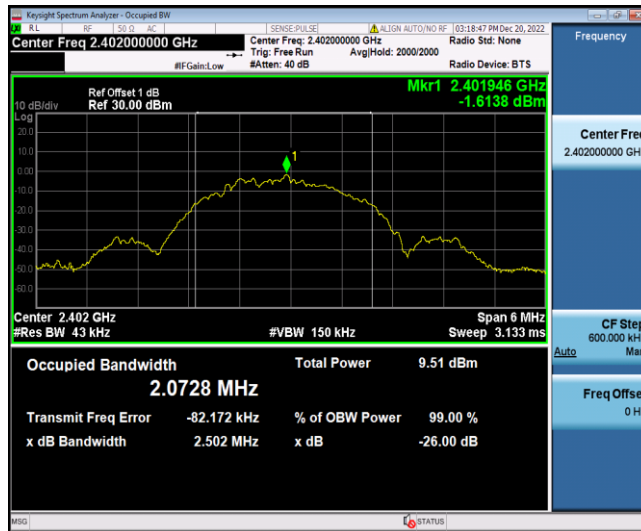 Keysight Spectrum Analyzer - Occupied BW
RL RF 50 Ω AC SENSE:PULSE ALIGN AUTO/NO RF 03:18:47 PM Dec 20, 2022
Center Freq 2.402000000 GHz
Center Freq: 2.402000000 GHz
Radio Std: None
Trig: Free Run Avg|Hold: 2000/2000
#IFGain:Low #Atten: 40 dB Radio Device: BTS
Frequency
Ref Offset 1 dB
10 dB/div Ref 30.00 dBm
Mkr1 2.401946 GHz
-1.6138 dBm
Log
20.0
10.0
0.00
-10.0
-20.0
-30.0
-40.0
-50.0
-60.0
1
Center 2.402 GHz Span 6 MHz
#Res BW 43 kHz #VBW 150 kHz Sweep 3.133 ms
Occupied Bandwidth Total Power 9.51 dBm
2.0728 MHz
Transmit Freq Error -82.172 kHz % of OBW Power 99.00 %
x dB Bandwidth 2.502 MHz x dB -26.00 dB
Center Fre
2.402000000 GH
CF Step
600.000 kH
Auto Ma
Freq Offse
0 H
MSG STATUS